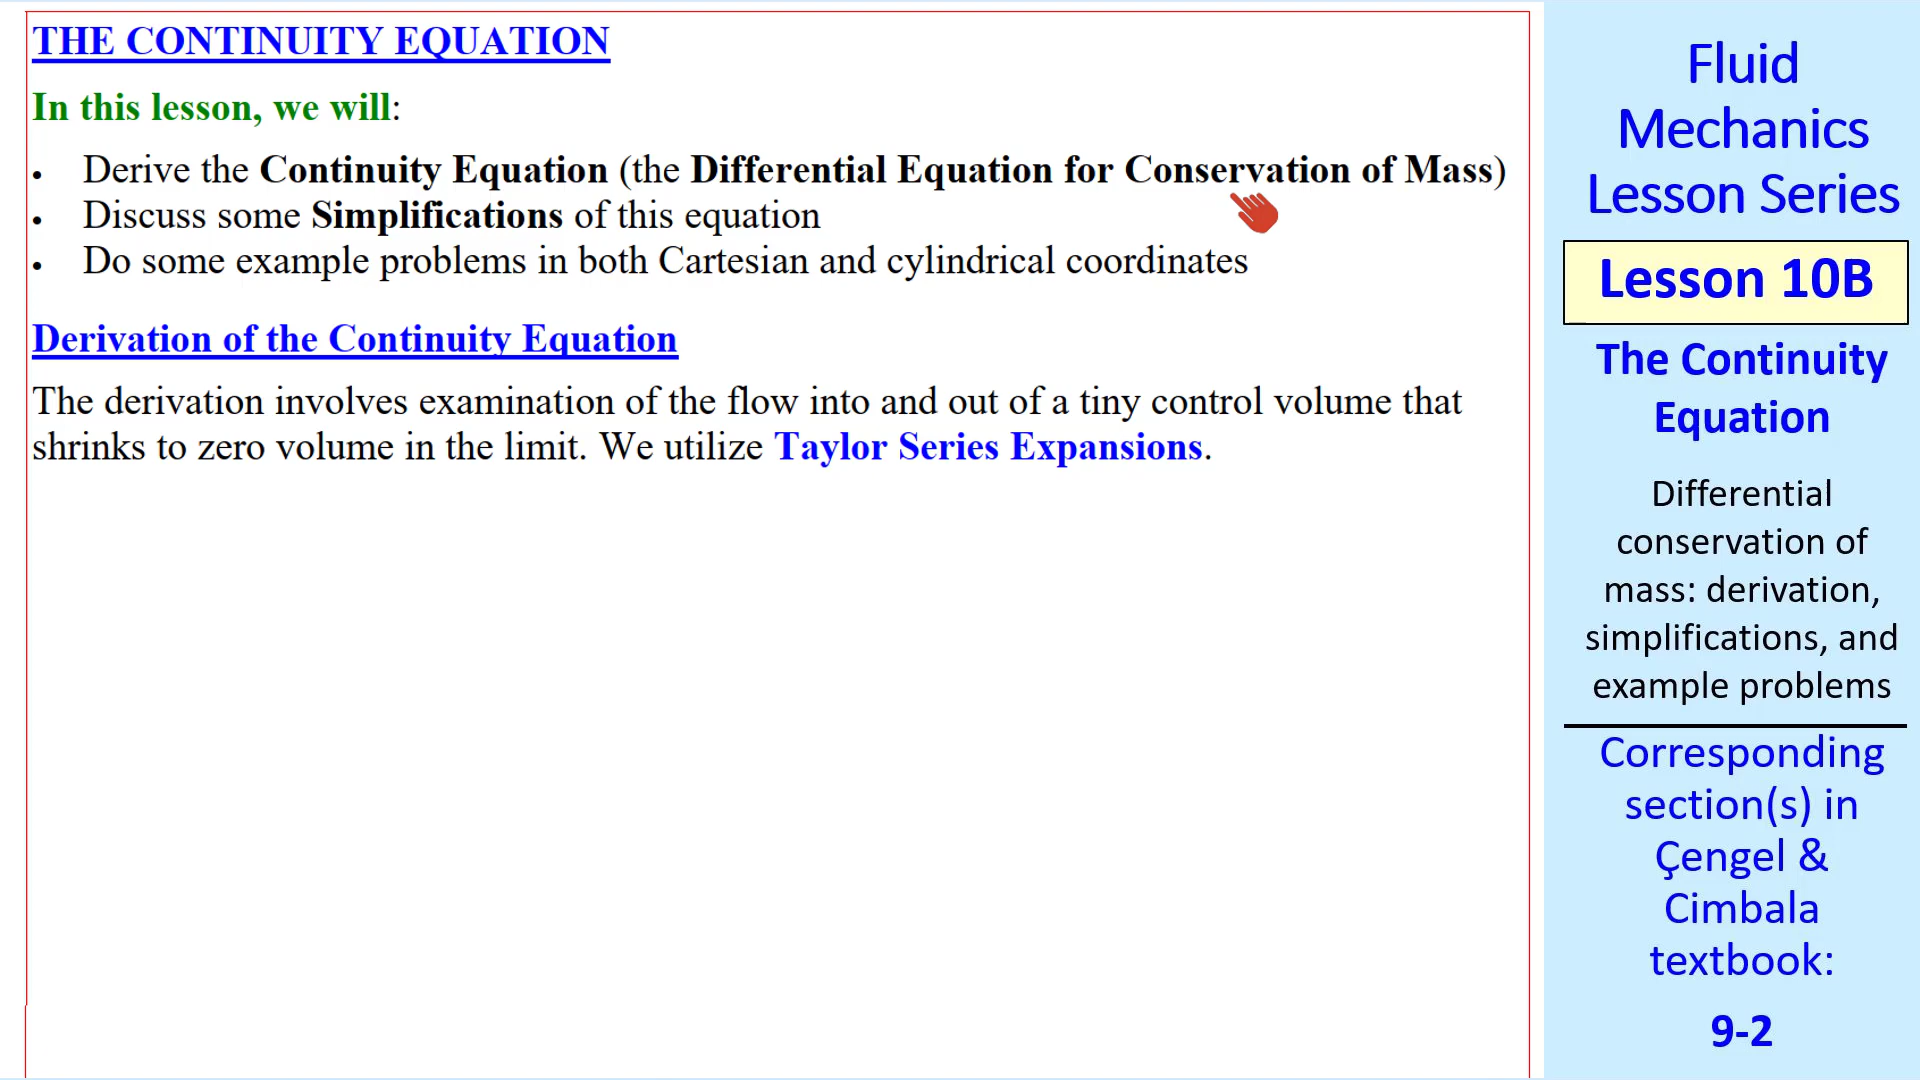 THE CONTINUITY EQUATION
In this lesson, we will:
• Derive the Continuity Equation (the Differential Equation for Conservation of Mass)
• Discuss some Simplifications of this equation
• Do some example problems in both Cartesian and cylindrical coordinates
Derivation of the Continuity Equation
The derivation involves examination of the flow into and out of a tiny control volume that
shrinks to zero volume in the limit. We utilize Taylor Series Expansions.
Fluid
Mechanics
Lesson Series
Lesson 10B
The Continuity
Equation
Differential
conservation of
mass: derivation,
simplifications, and
example problems
Corresponding
section(s) in
Çengel &
Cimbala
textbook:
9-2